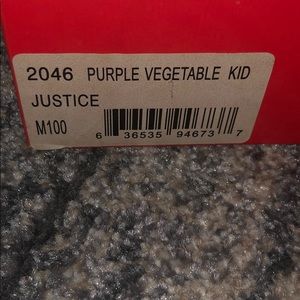 2046 PURPLE VEGETABLE KID
JUSTICE
M100
6 36535 94673 7